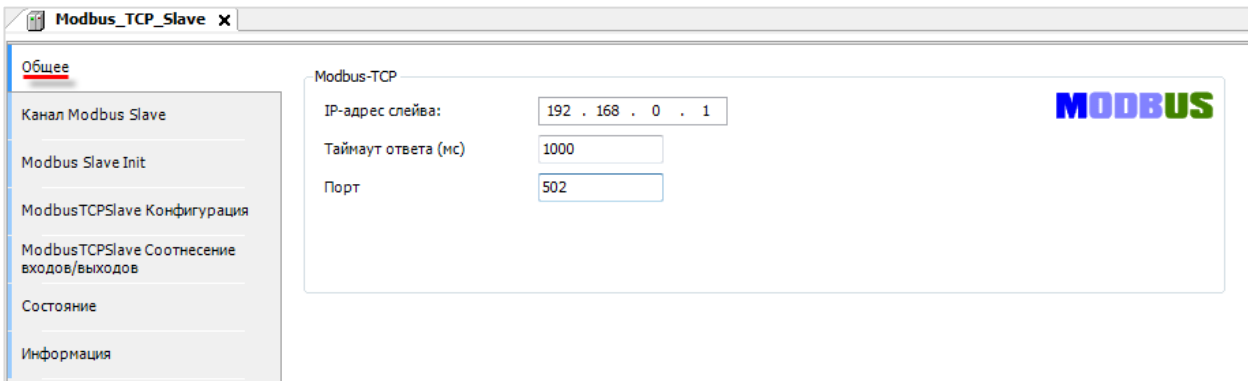 Modbus_TCP_Slave X
Общее
Канал Modbus Slave
Modbus Slave Init
ModbusTCPSlave Конфигурация
ModbusTCPSlave Соотнесение
входов/выходов
Состояние
Информация
Modbus-TCP
IP-адрес слейва: 192 . 168 . 0 . 1
Таймаут ответа (мс) 1000
Порт 502
MODBUS